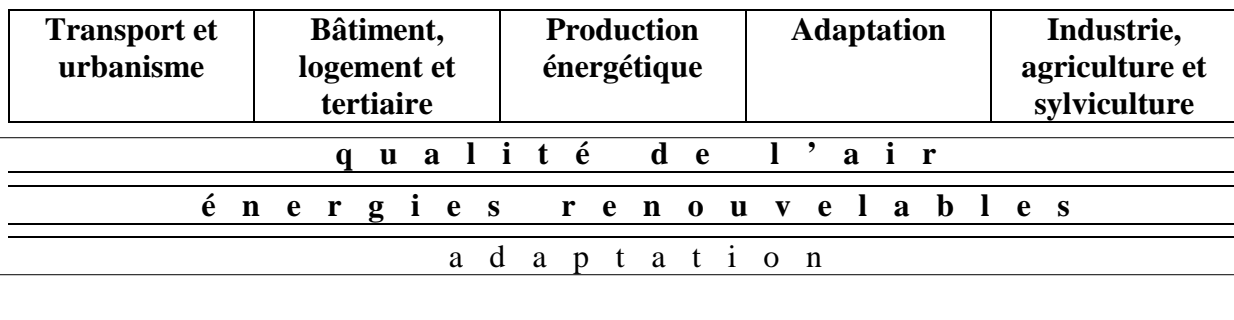 Transport et urbanisme
Bâtiment, logement et tertiaire
Production énergétique
Adaptation
Industrie, agriculture et sylviculture
qualité de l’air
énergies renouvelables
adaptation